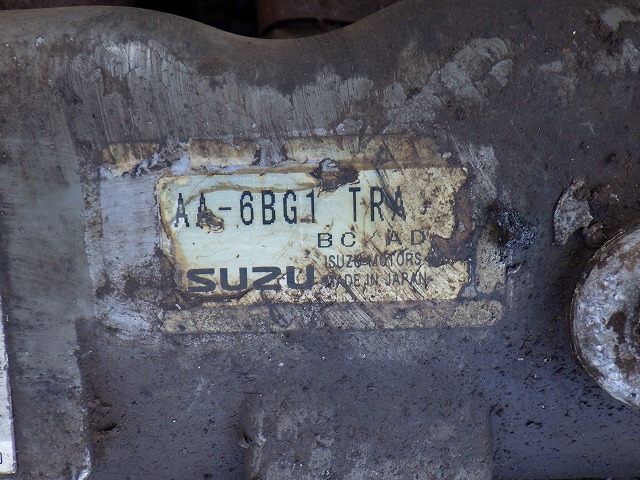 AA-6BG1 TRA
BC AD
ISUZU MOTORS
SUZU MADE IN JAPAN